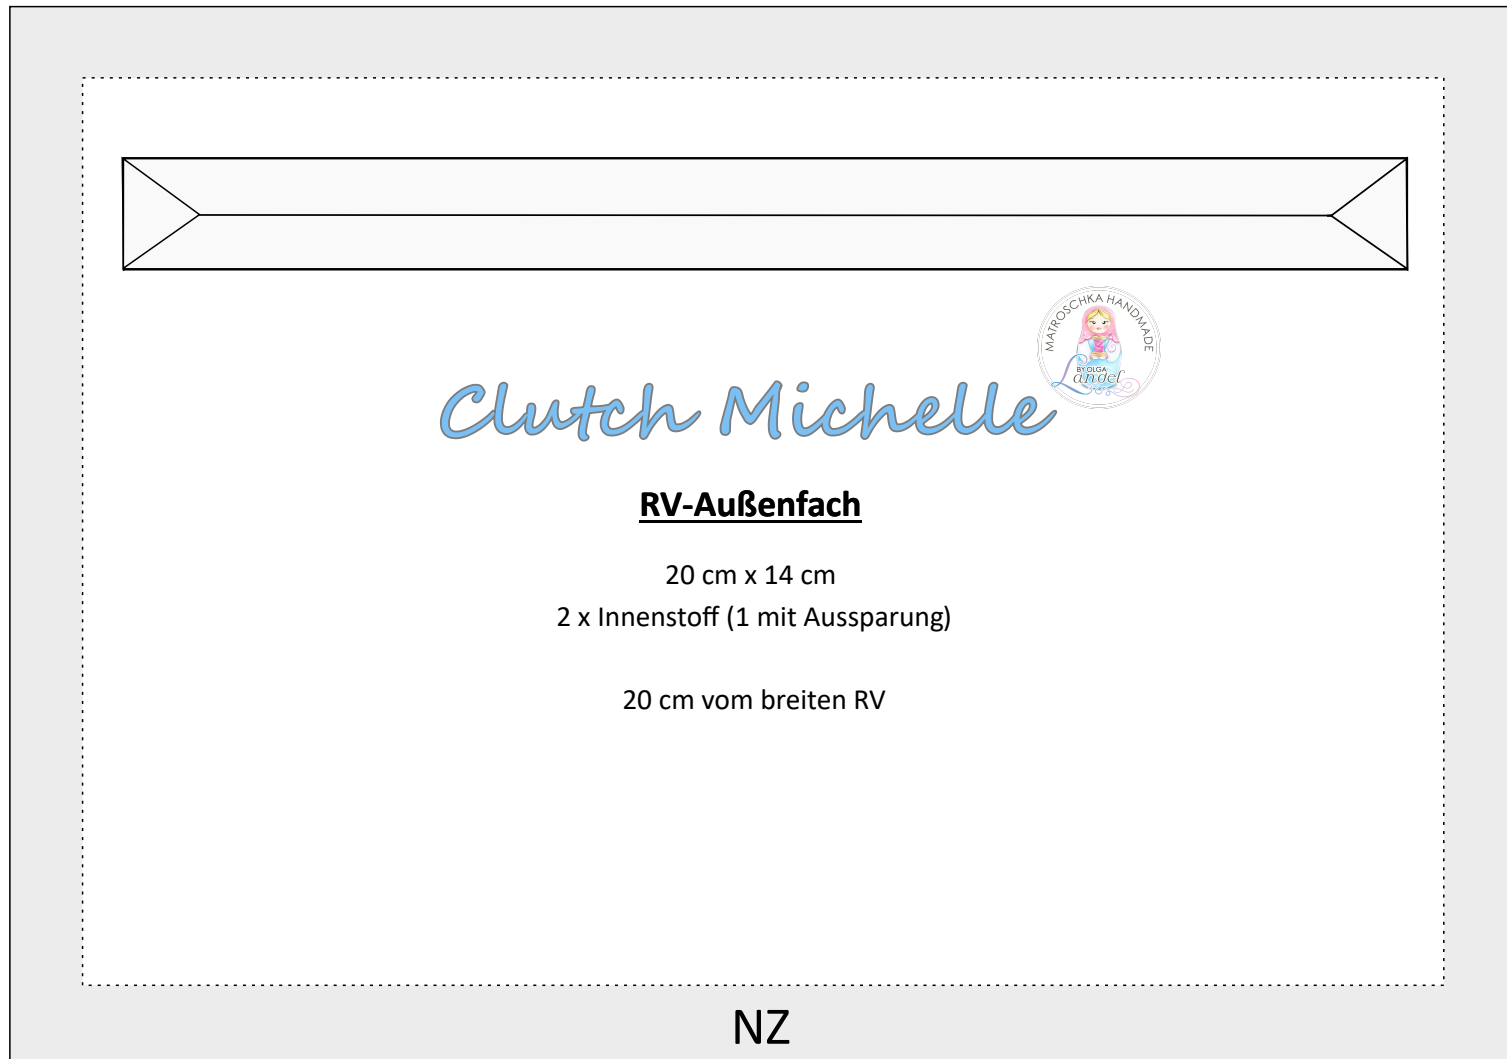 MATROSCHKA HANDMADE
BY OLGA
Landel
Clutch Michelle
RV-Außenfach
20 cm x 14 cm
2 x Innenstoff (1 mit Aussparung)
20 cm vom breiten RV
NZ